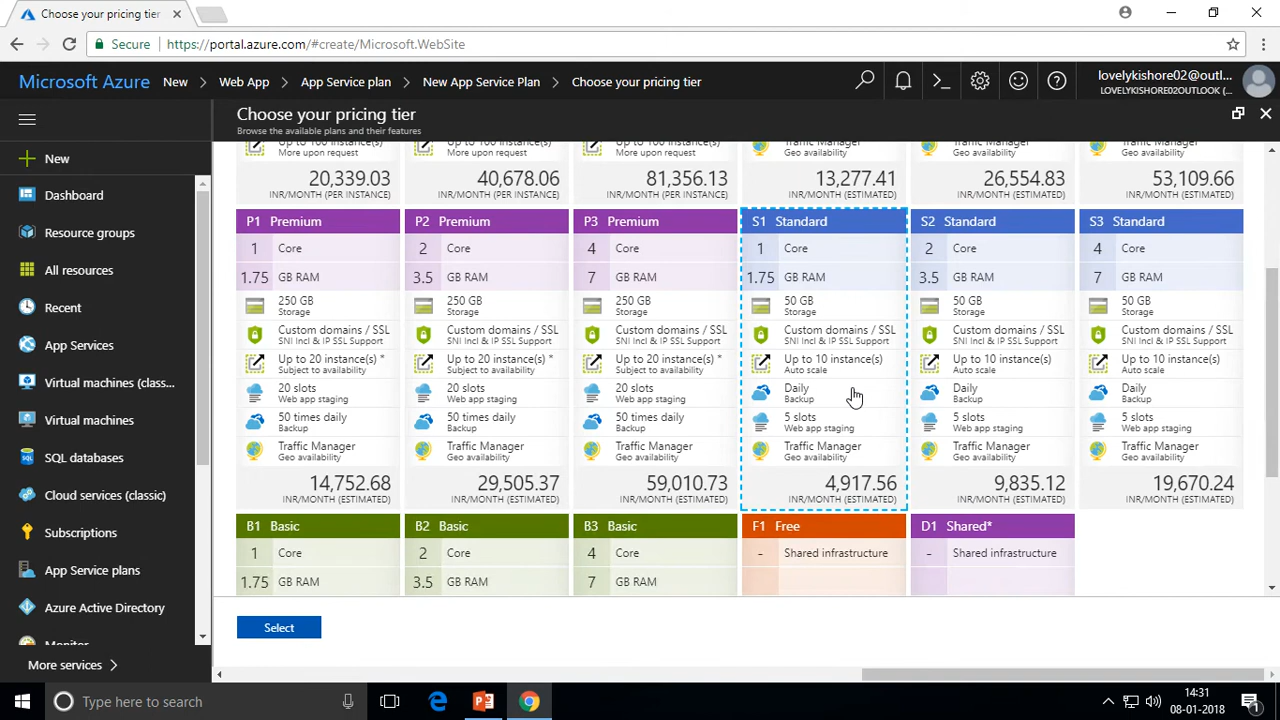 Choose your pricing tier
Secure https://portal.azure.com/#create/Microsoft.WebSite
Microsoft Azure New > Web App > App Service plan > New App Service Plan > Choose your pricing tier
lovelykishore02@outl...
LOVELYKISHORE02OUTLOOK (...
Choose your pricing tier
Browse the available plans and their features
New
Dashboard
Resource groups
All resources
Recent
App Services
Virtual machines (class...
Virtual machines
SQL databases
Cloud services (classic)
Subscriptions
App Service plans
Azure Active Directory
Monitor
More services >
Up to 100 instance(s) Up to 100 instance(s) Up to 100 instance(s) Traffic Manager Traffic Manager Traffic Manager
More upon request More upon request More upon request Geo availability Geo availability Geo availability
20,339.03 40,678.06 81,356.13 13,277.41 26,554.83 53,109.66
INR/MONTH (PER INSTANCE) INR/MONTH (PER INSTANCE) INR/MONTH (PER INSTANCE) INR/MONTH (ESTIMATED) INR/MONTH (ESTIMATED) INR/MONTH (ESTIMATED)
P1 Premium P2 Premium P3 Premium S1 Standard S2 Standard S3 Standard
1 Core 2 Core 4 Core 1 Core 2 Core 4 Core
1.75 GB RAM 3.5 GB RAM 7 GB RAM 1.75 GB RAM 3.5 GB RAM 7 GB RAM
250 GB 250 GB 250 GB 50 GB 50 GB 50 GB
Storage Storage Storage Storage Storage Storage
Custom domains / SSL Custom domains / SSL Custom domains / SSL Custom domains / SSL Custom domains / SSL Custom domains / SSL
SNI Incl & IP SSL Support SNI Incl & IP SSL Support SNI Incl & IP SSL Support SNI Incl & IP SSL Support SNI Incl & IP SSL Support SNI Incl & IP SSL Support
Up to 20 instance(s) * Up to 20 instance(s) * Up to 20 instance(s) * Up to 10 instance(s) Up to 10 instance(s) Up to 10 instance(s)
Subject to availability Subject to availability Subject to availability Auto scale Auto scale Auto scale
20 slots 20 slots 20 slots Daily Daily Daily
Web app staging Web app staging Web app staging Backup Backup Backup
50 times daily 50 times daily 50 times daily 5 slots 5 slots 5 slots
Backup Backup Backup Web app staging Web app staging Web app staging
Traffic Manager Traffic Manager Traffic Manager Traffic Manager Traffic Manager Traffic Manager
Geo availability Geo availability Geo availability Geo availability Geo availability Geo availability
14,752.68 29,505.37 59,010.73 4,917.56 9,835.12 19,670.24
INR/MONTH (ESTIMATED) INR/MONTH (ESTIMATED) INR/MONTH (ESTIMATED) INR/MONTH (ESTIMATED) INR/MONTH (ESTIMATED) INR/MONTH (ESTIMATED)
B1 Basic B2 Basic B3 Basic F1 Free D1 Shared*
1 Core 2 Core 4 Core - Shared infrastructure - Shared infrastructure
1.75 GB RAM 3.5 GB RAM 7 GB RAM
Select
Type here to search
14:31
08-01-2018
1